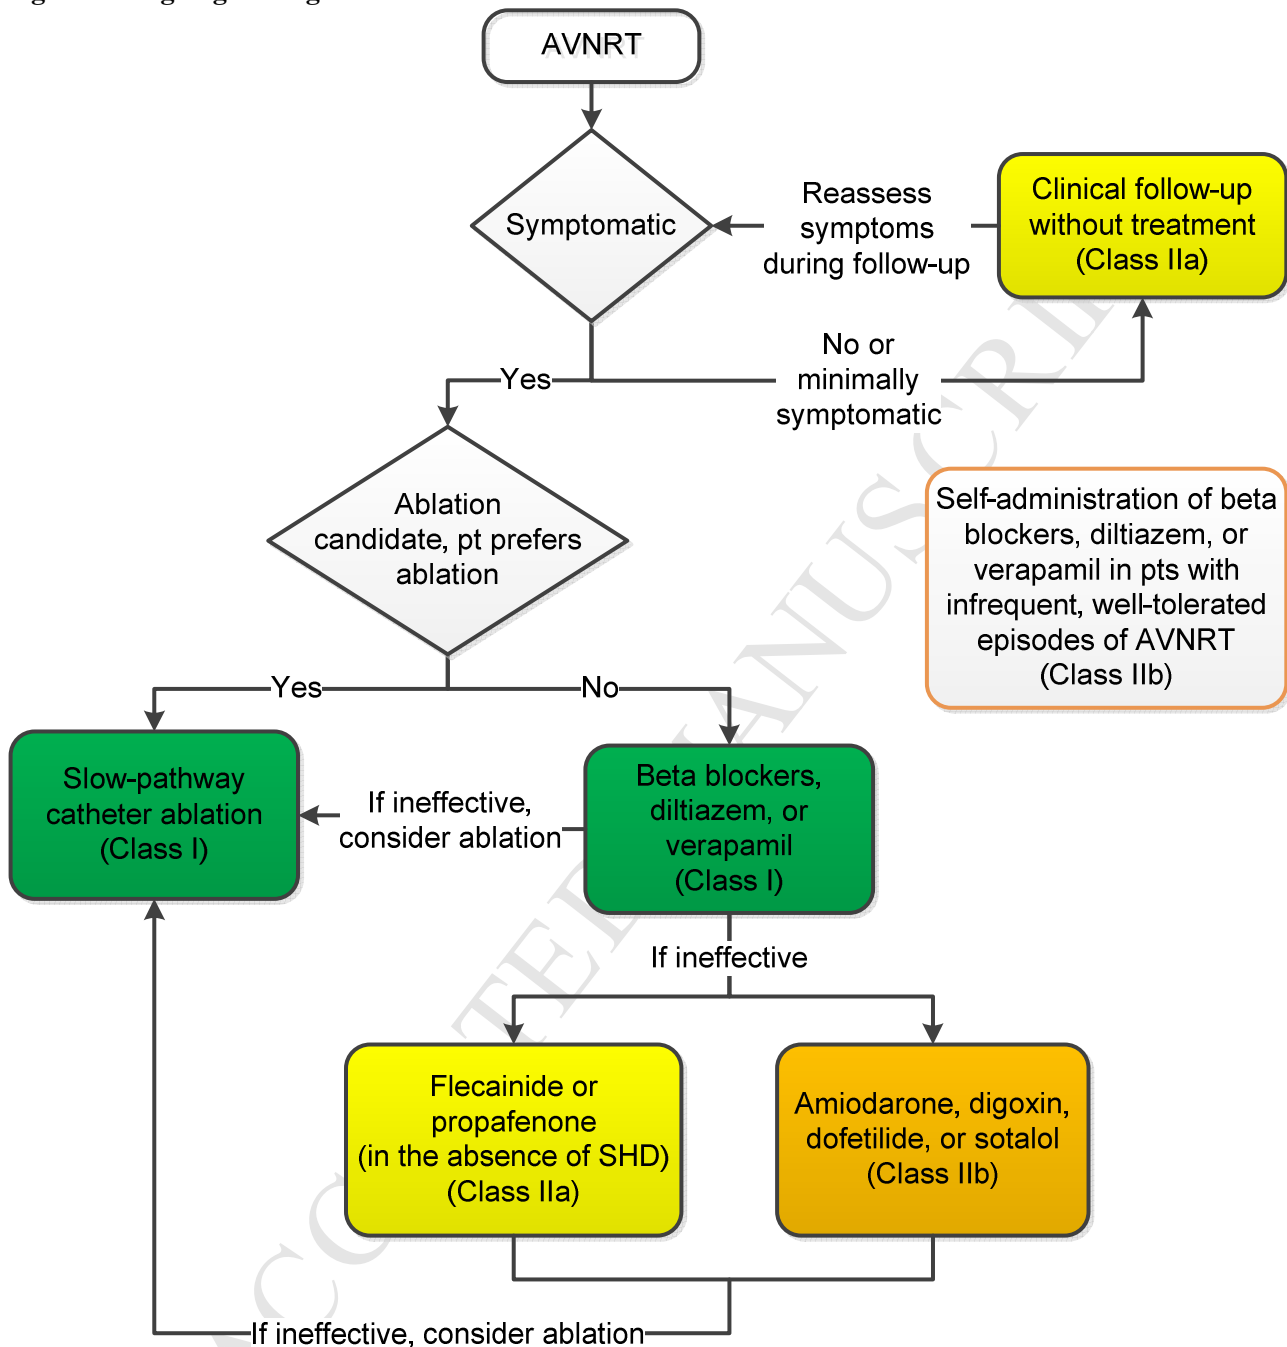 AVNRT
Symptomatic
Reassess
symptoms
during follow-up
Clinical follow-up
without treatment
(Class IIa)
Yes
No or
minimally
symptomatic
Ablation
candidate, pt prefers
ablation
Self-administration of beta
blockers, diltiazem, or
verapamil in pts with
infrequent, well-tolerated
episodes of AVNRT
(Class IIb)
Yes
No
Slow-pathway
catheter ablation
(Class I)
If ineffective,
consider ablation
Beta blockers,
diltiazem, or
verapamil
(Class I)
If ineffective
Flecainide or
propafenone
(in the absence of SHD)
(Class IIa)
Amiodarone, digoxin,
dofetilide, or sotalol
(Class IIb)
If ineffective, consider ablation